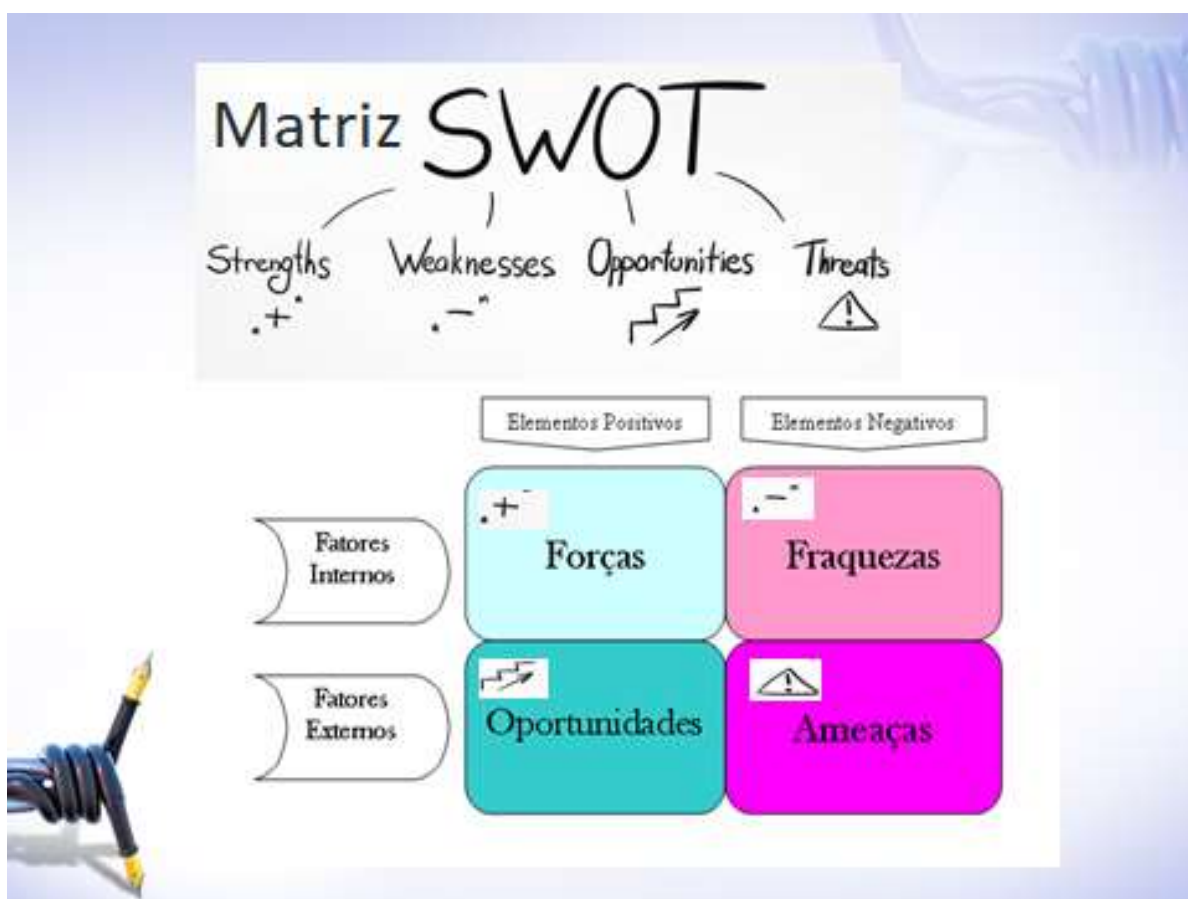 Matriz SWOT
Strengths Weaknesses Opportunities Threats
.+" .-"
Elementos Positivos Elementos Negativos
Fatores
Internos
.+" .-"
Forças Fraquezas
Fatores
Externos
Oportunidades Ameaças